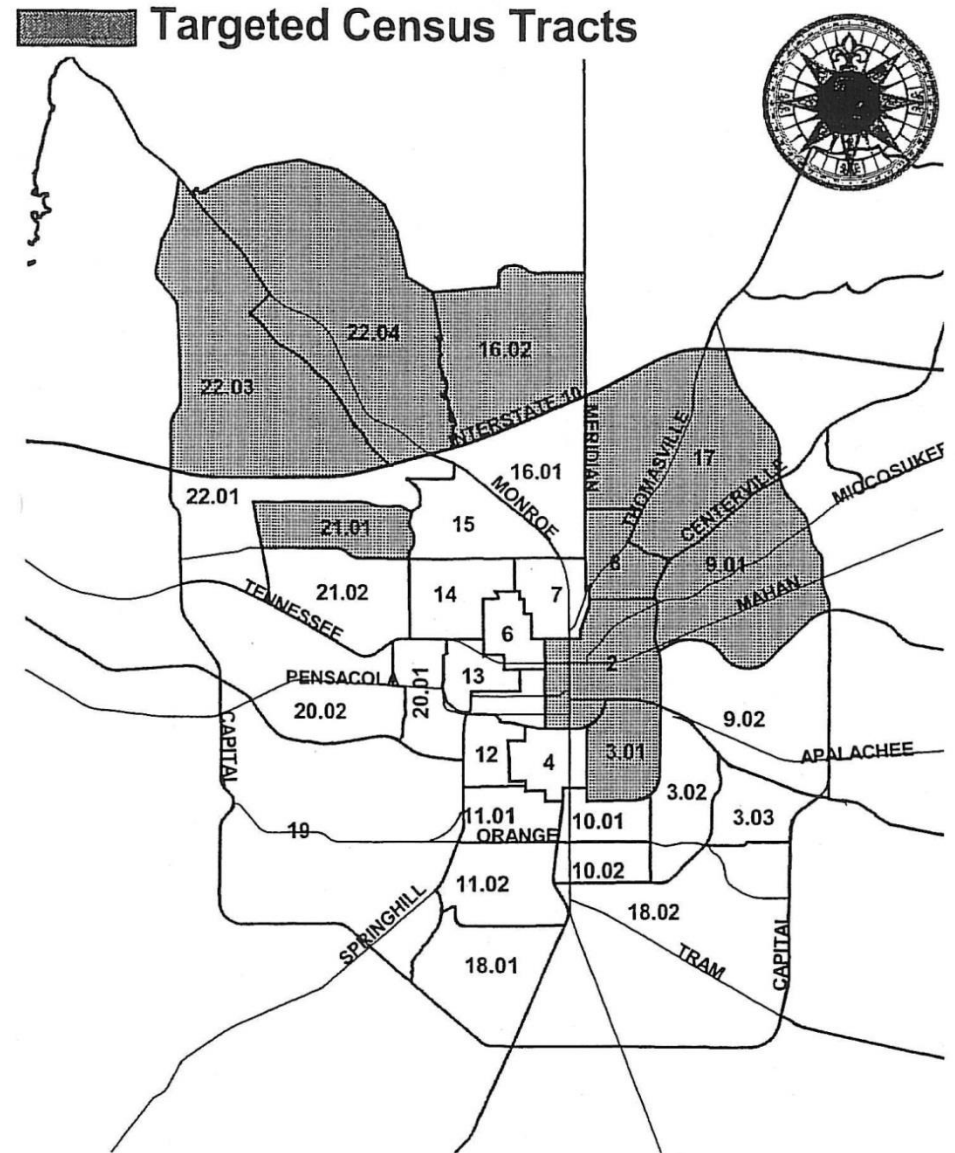 Targeted Census Tracts
22.04
16.02
22.03
INTERSTATE 10
MERIDIAN
THOMASVILLE
17
CENTERVILLE
MICCOSUKEE
16.01
MONROE
22.01
15
21.01
8
9.01
MAHAN
TENNESSEE
21.02
14
7
6
2
PENSACOLA
20.01
13
20.02
CAPITAL
9.02
APALACHEE
12
4
3.01
3.02
3.03
11.01
10.01
ORANGE
19
10.02
11.02
18.02
SPRINGHILL
18.01
TRAM
CAPITAL